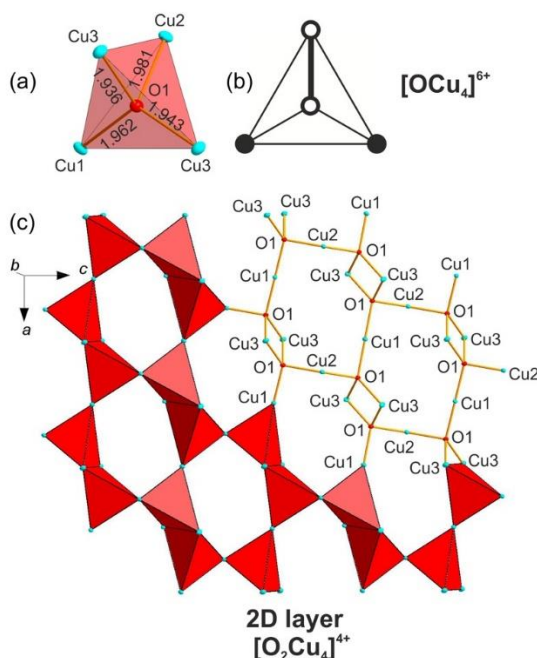 Cu3 Cu2
(a) (b) [OCu₄]⁶⁺
1.981
1.936 O1
1.943
1.962
Cu1 Cu3
(c)
Cu3 Cu3 Cu1
b c
a
O1 Cu2 O1
Cu1 Cu3 Cu3 Cu1
O1 O1 Cu2 O1
Cu3 Cu3 Cu1 Cu3 Cu3
O1 Cu2 O1 O1 Cu2
Cu1 Cu3 Cu3 Cu1
O1 Cu2 O1
Cu1 Cu3 Cu3
2D layer
[O₂Cu₄]⁴⁺